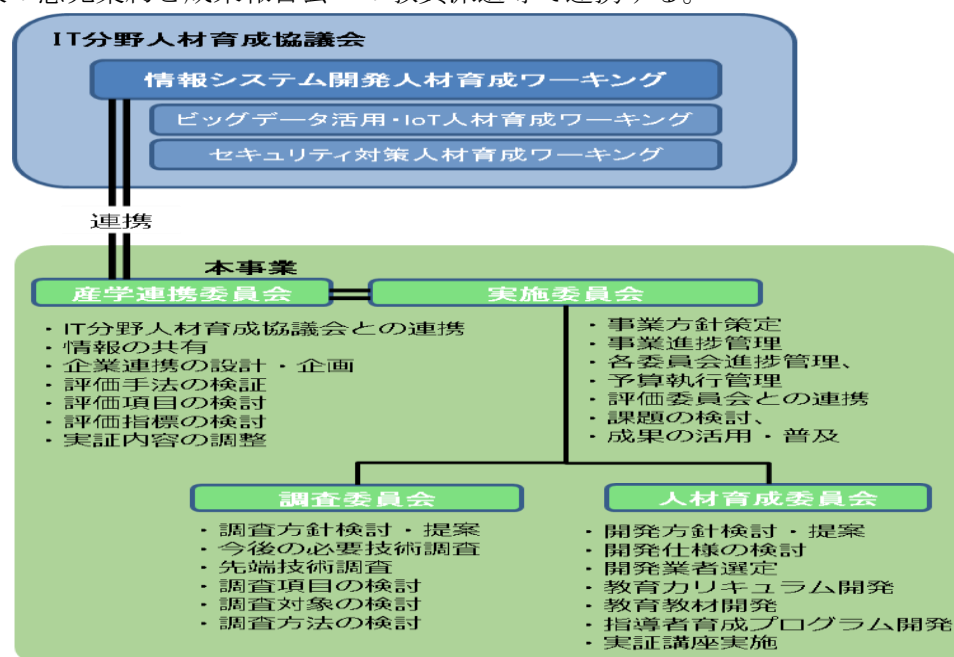 IT分野人材育成協議会
情報システム開発人材育成ワーキング
ビッグデータ活用・IoT人材育成ワーキング
セキュリティ対策人材育成ワーキング
連携
本事業
産学連携委員会
・IT分野人材育成協議会との連携
・情報の共有
・企業連携の設計・企画
・評価手法の検証
・評価項目の検討
・評価指標の検討
・実証内容の調整
実施委員会
・事業方針策定
・事業進捗管理
・各委員会進捗管理、
・予算執行管理
・評価委員会との連携
・課題の検討、
・成果の活用・普及
調査委員会
・調査方針検討・提案
・今後の必要技術調査
・先端技術調査
・調査項目の検討
・調査対象の検討
・調査方法の検討
人材育成委員会
・開発方針検討・提案
・開発仕様の検討
・開発業者選定
・教育カリキュラム開発
・教育教材開発
・指導者育成プログラム開発
・実証講座実施